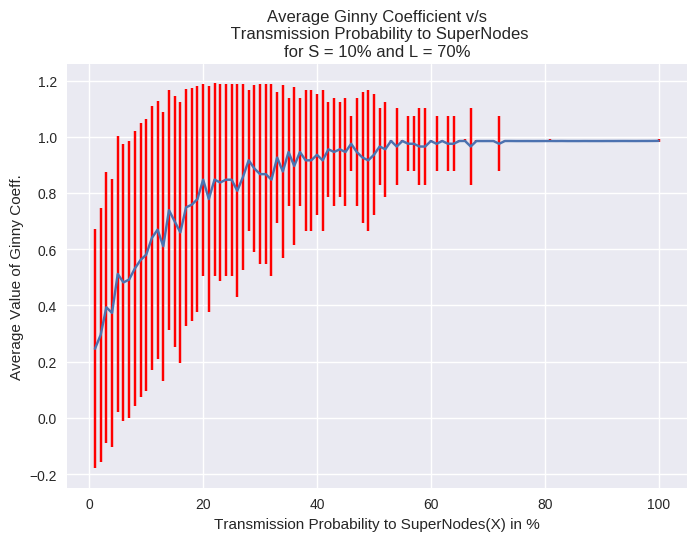 Average Ginny Coefficient v/s
Transmission Probability to SuperNodes
for S = 10% and L = 70%
1.2
1.0
0.8
0.6
0.4
0.2
0.0
−0.2
Average Value of Ginny Coeff.
0 20 40 60 80 100
Transmission Probability to SuperNodes(X) in %